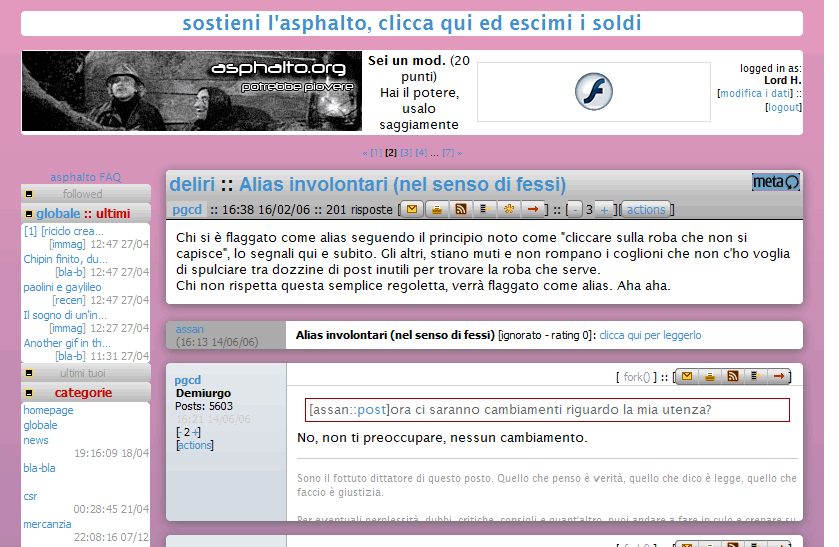 sostieni l'asphalto, clicca qui ed escimi i soldi
asphalto.org
potrebbe piovere
Sei un mod. (20
punti)
Hai il potere,
usalo
saggiamente
logged in as:
Lord H.
[modifica i dati] ::
[logout]
« [1] [2] [3] [4] ... [7] »
asphalto FAQ
followed
globale :: ultimi
[1] [riciclo crea...
[immag] 12:47 27/04
Chipin finito, du...
[bla-b] 12:47 27/04
paolini e gaylileo
[recen] 12:47 27/04
Il sogno di un'in...
[immag] 12:27 27/04
Another gif in th...
[bla-b] 11:31 27/04
ultimi tuoi
categorie
homepage
globale
news
19:16:09 18/04
bla-bla
csr
00:28:45 21/04
mercanzia
22:08:16 07/12
deliri :: Alias involontari (nel senso di fessi)
meta
pgcd :: 16:38 16/02/06 :: 201 risposte [ ] :: [ - 3 + ][ actions ]
Chi si è flaggato come alias seguendo il principio noto come "cliccare sulla roba che non si
capisce", lo segnali qui e subito. Gli altri, stiano muti e non rompano i coglioni che non c'ho voglia
di spulciare tra dozzine di post inutili per trovare la roba che serve.
Chi non rispetta questa semplice regoletta, verrà flaggato come alias. Aha aha.
assan
(16:13 14/06/06)
Alias involontari (nel senso di fessi) [ignorato - rating 0]: clicca qui per leggerlo
pgcd
Demiurgo
Posts: 5603
16:21 14/06/06
[- 2 +]
[actions]
[ fork() ] :: [ ]
[assan::post]ora ci saranno cambiamenti riguardo la mia utenza?
No, non ti preoccupare, nessun cambiamento.
Sono il fottuto dittatore di questo posto. Quello che penso è verità, quello che dico è legge, quello che
faccio è giustizia.
Per eventuali perplessità, dubbi, critiche, consigli e quant'altro, puoi andare a fare in culo e crepare su